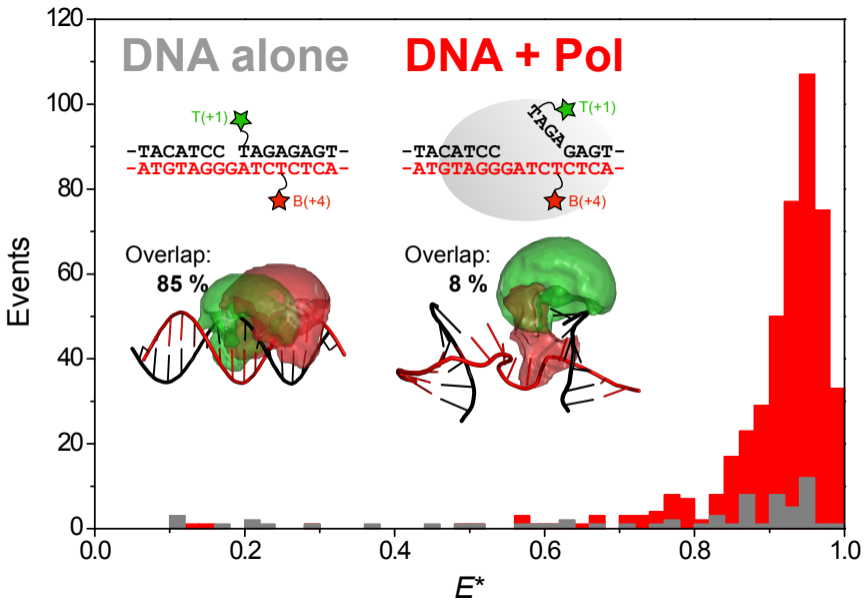 DNA alone DNA + Pol
T(+1)
-TACATCC TAGAGAGT-
-ATGTAGGGATCTCTCA-
B(+4)
T(+1)
TAGA
-TACATCC GAGT-
-ATGTAGGGATCTCTCA-
B(+4)
Overlap:
85 %
Overlap:
8 %
Events
120
100
80
60
40
20
0
0.0 0.2 0.4 0.6 0.8 1.0
E*